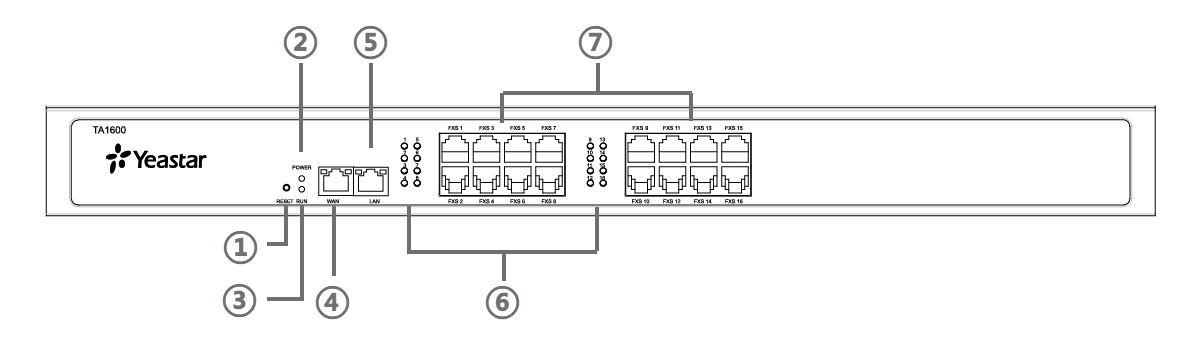 ② ⑤ ⑦
TA1600
Yeastar
POWER
RESET RUN WAN LAN
1 5
2 6
3 7
4 8
FXS 1 FXS 3 FXS 5 FXS 7
FXS 2 FXS 4 FXS 6 FXS 8
9 13
10 14
11 15
12 16
FXS 9 FXS 11 FXS 13 FXS 15
FXS 10 FXS 12 FXS 14 FXS 16
①
③ ④ ⑥